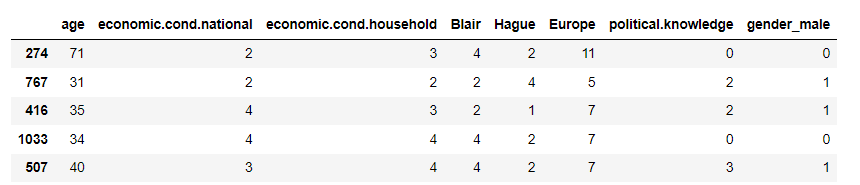 age economic.cond.national economic.cond.household Blair Hague Europe political.knowledge gender_male
274 71 2 3 4 2 11 0 0
767 31 2 2 2 4 5 2 1
416 35 4 3 2 1 7 2 1
1033 34 4 4 4 2 7 0 0
507 40 3 4 4 2 7 3 1